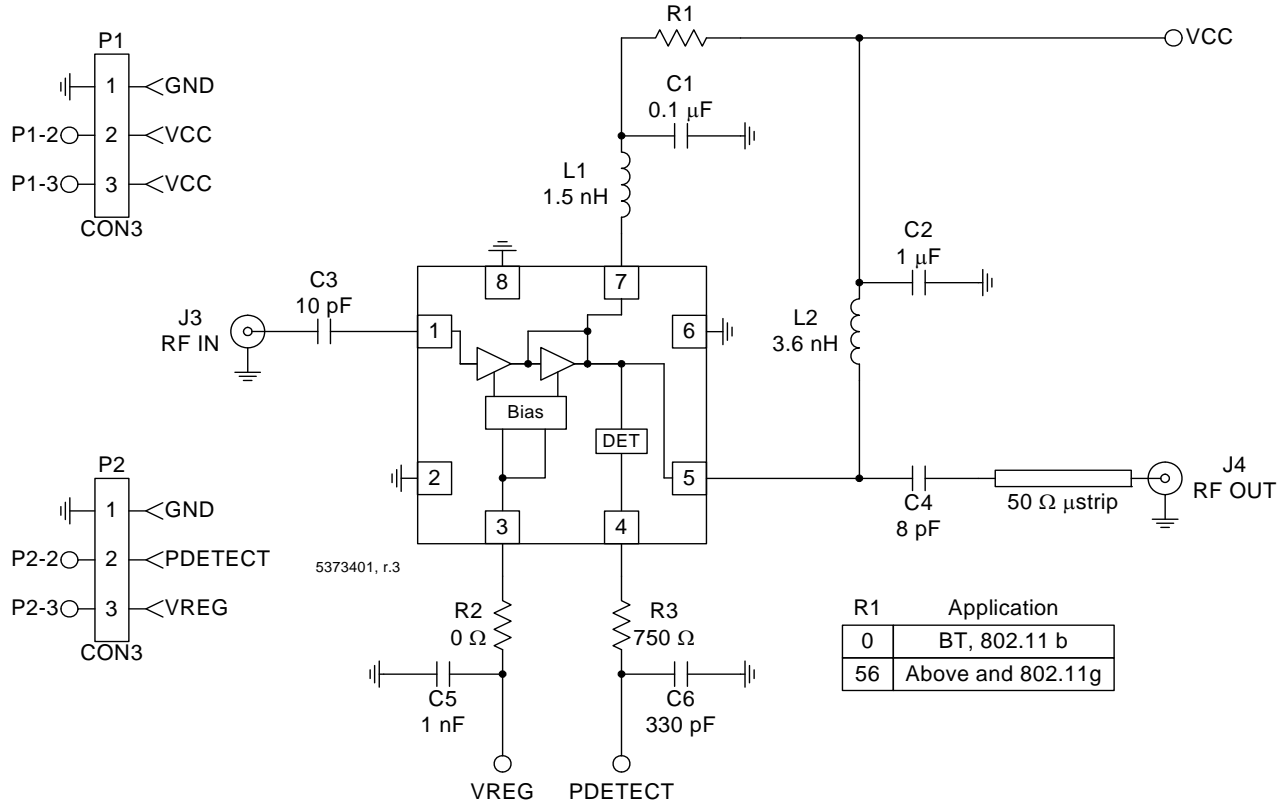 R1
VCC
P1
1
GND
P1-2
2
VCC
P1-3
3
VCC
CON3
C1
0.1 μF
L1
1.5 nH
C2
1 μF
L2
3.6 nH
C3
10 pF
J3
RF IN
8
7
1
6
Bias
DET
2
5
3
4
5373401, r.3
C4
8 pF
50 Ω μstrip
J4
RF OUT
P2
1
GND
P2-2
2
PDETECT
P2-3
3
VREG
CON3
R2
0 Ω
R3
750 Ω
C5
1 nF
C6
330 pF
VREG
PDETECT
R1 Application
0 BT, 802.11 b
56 Above and 802.11g